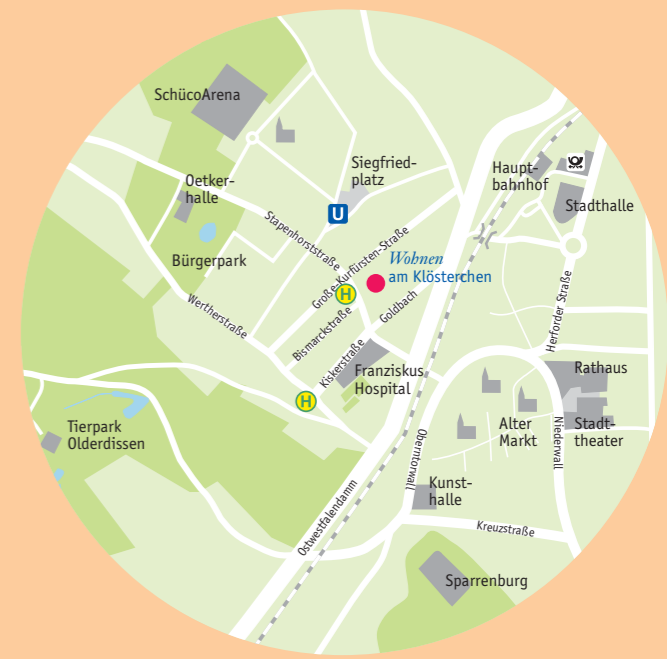 SchücoArena
Siegfried-
platz
Oetker-
halle
U
Haupt-
bahnhof
Stadthalle
Bürgerpark
Stapenhorststraße
Große-Kurfürsten-Straße
Wohnen
am Klösterchen
H
Goldbach
Wertherstraße
Bismarckstraße
Kiskerstraße
Herforder Straße
Franziskus
Hospital
Rathaus
H
Tierpark
Olderdissen
Alter
Markt
Niederwall
Stadt-
theater
Oberntorwall
Kunst-
halle
Ostwestfalendamm
Kreuzstraße
Sparrenburg